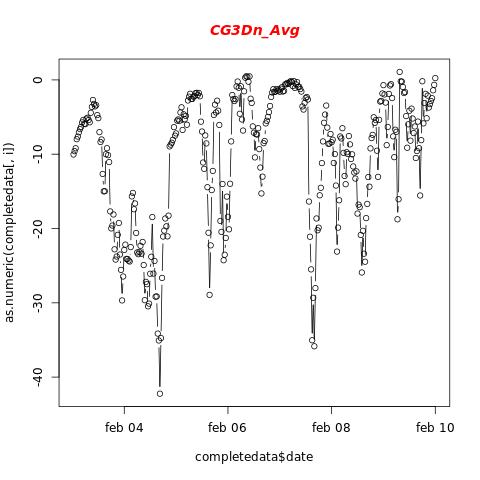 CG3Dn_Avg
as.numeric(completedata[, i])
0
-10
-20
-30
-40
feb 04
feb 06
feb 08
feb 10
completedata$date